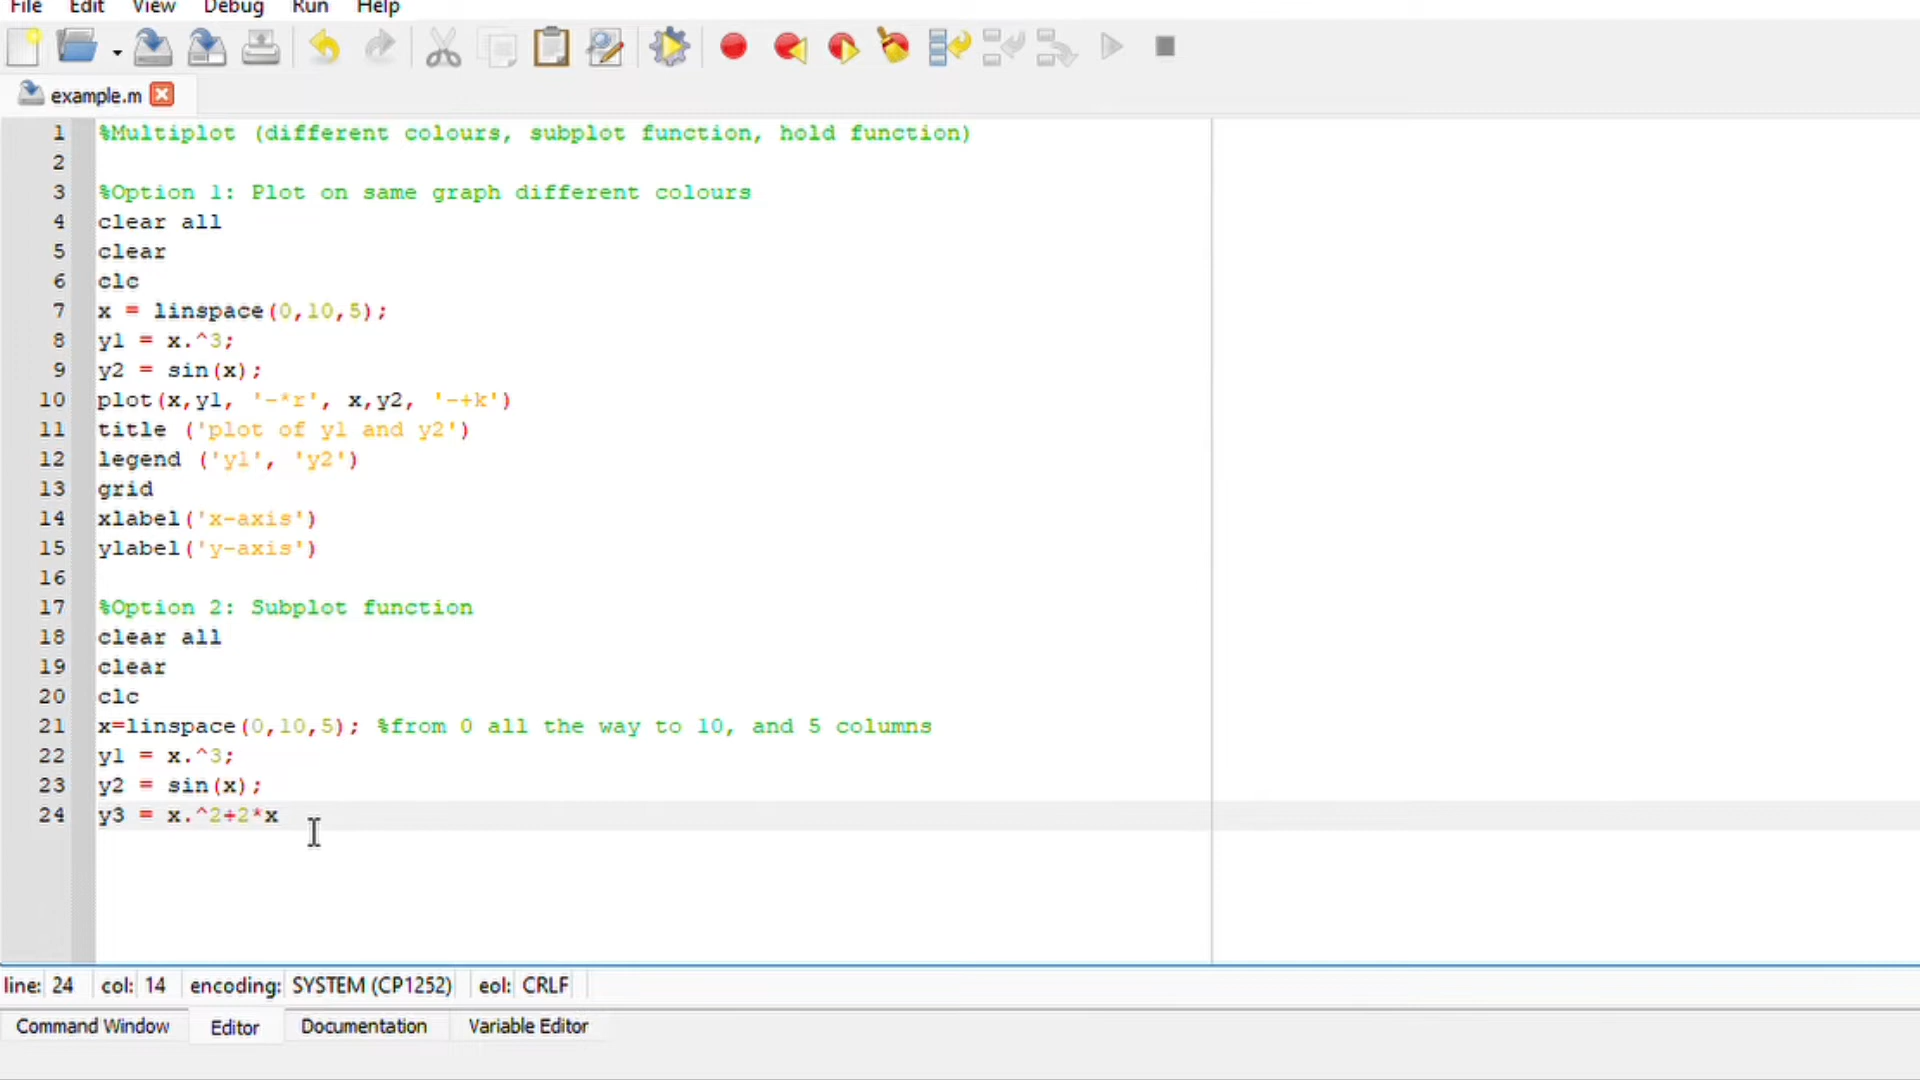 File Edit View Debug Run Help
example.m
1 %Multiplot (different colours, subplot function, hold function)
2
3 %Option 1: Plot on same graph different colours
4 clear all
5 clear
6 clc
7 x = linspace(0,10,5);
8 y1 = x.^3;
9 y2 = sin(x);
10 plot(x,y1, '-*r', x,y2, '-+k')
11 title ('plot of y1 and y2')
12 legend ('y1', 'y2')
13 grid
14 xlabel('x-axis')
15 ylabel('y-axis')
16
17 %Option 2: Subplot function
18 clear all
19 clear
20 clc
21 x=linspace(0,10,5); %from 0 all the way to 10, and 5 columns
22 y1 = x.^3;
23 y2 = sin(x);
24 y3 = x.^2+2*x
line: 24 col: 14 encoding: SYSTEM (CP1252) eol: CRLF
Command Window Editor Documentation Variable Editor